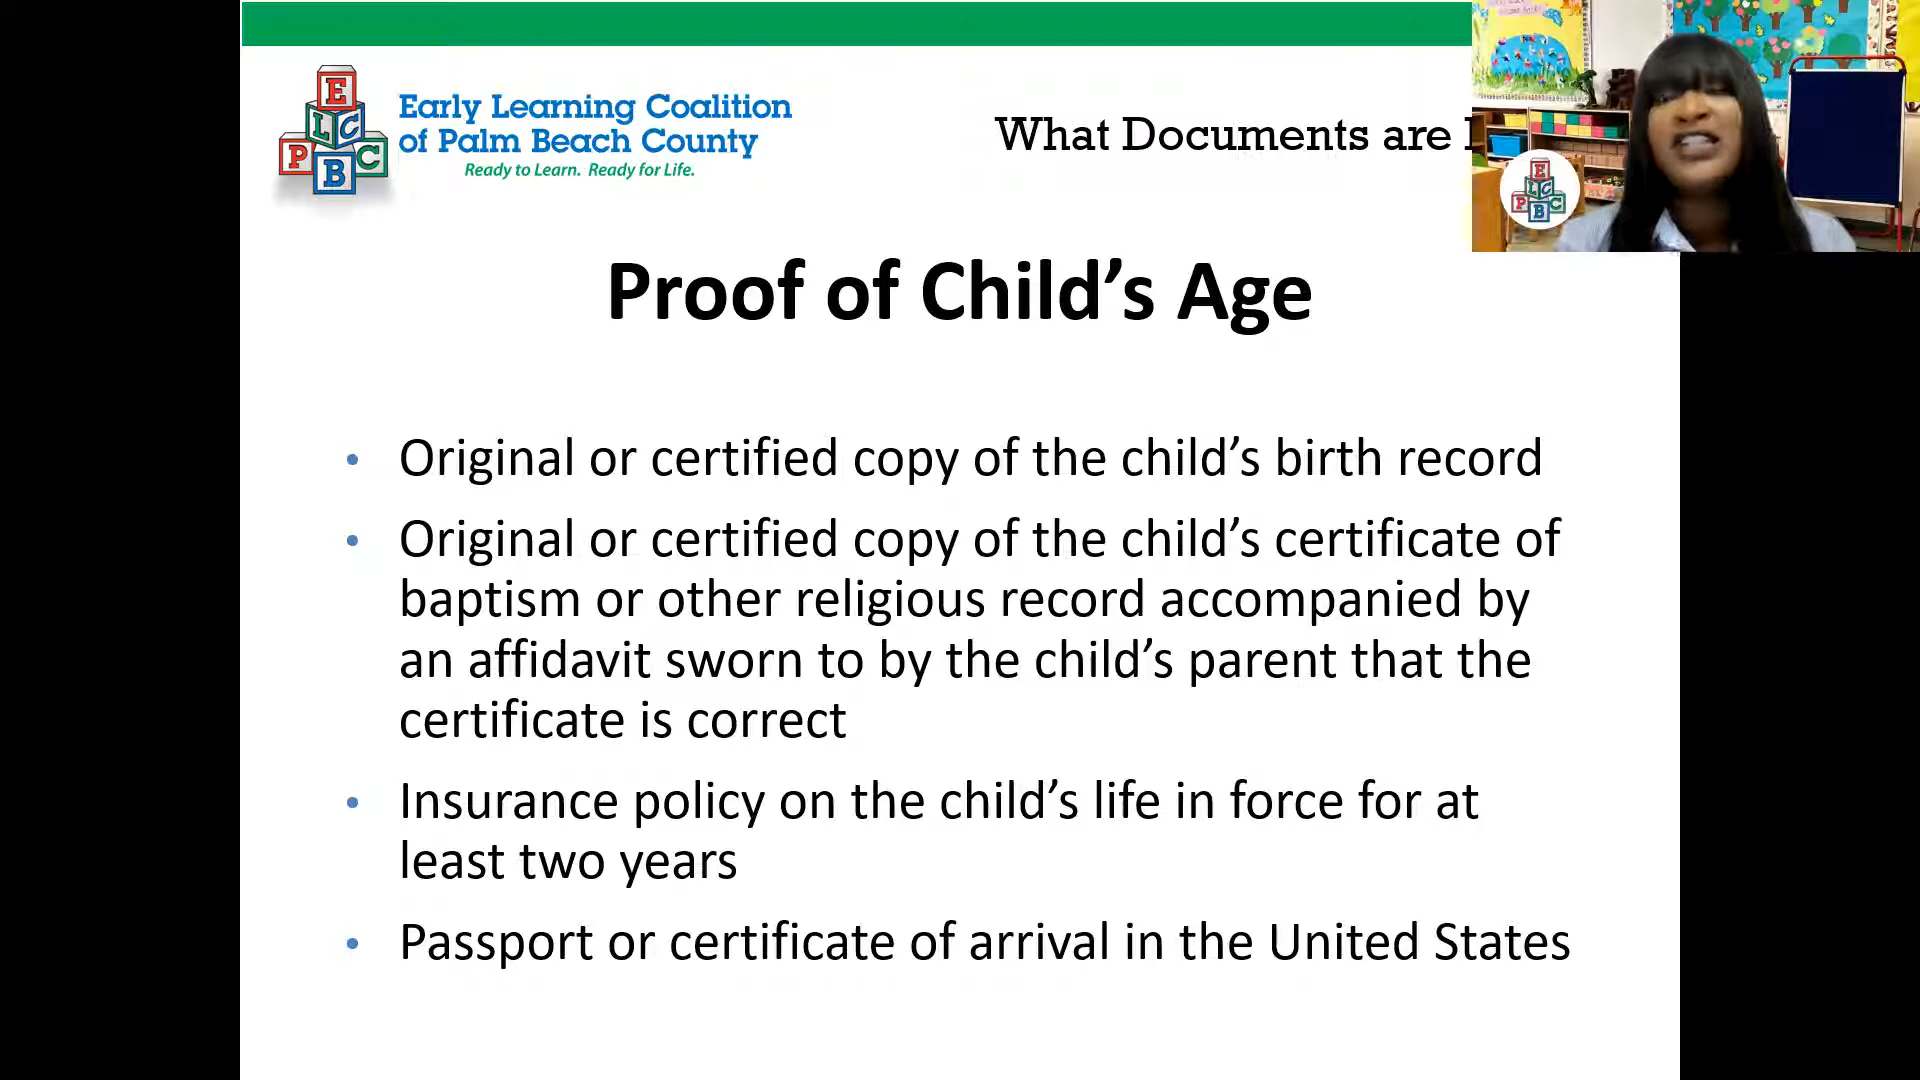 E
LC
PBC
Early Learning Coalition
of Palm Beach County
Ready to Learn. Ready for Life.
What Documents are
E
LC
PBC
Proof of Child’s Age
• Original or certified copy of the child’s birth record
• Original or certified copy of the child’s certificate of
baptism or other religious record accompanied by
an affidavit sworn to by the child’s parent that the
certificate is correct
• Insurance policy on the child’s life in force for at
least two years
• Passport or certificate of arrival in the United States